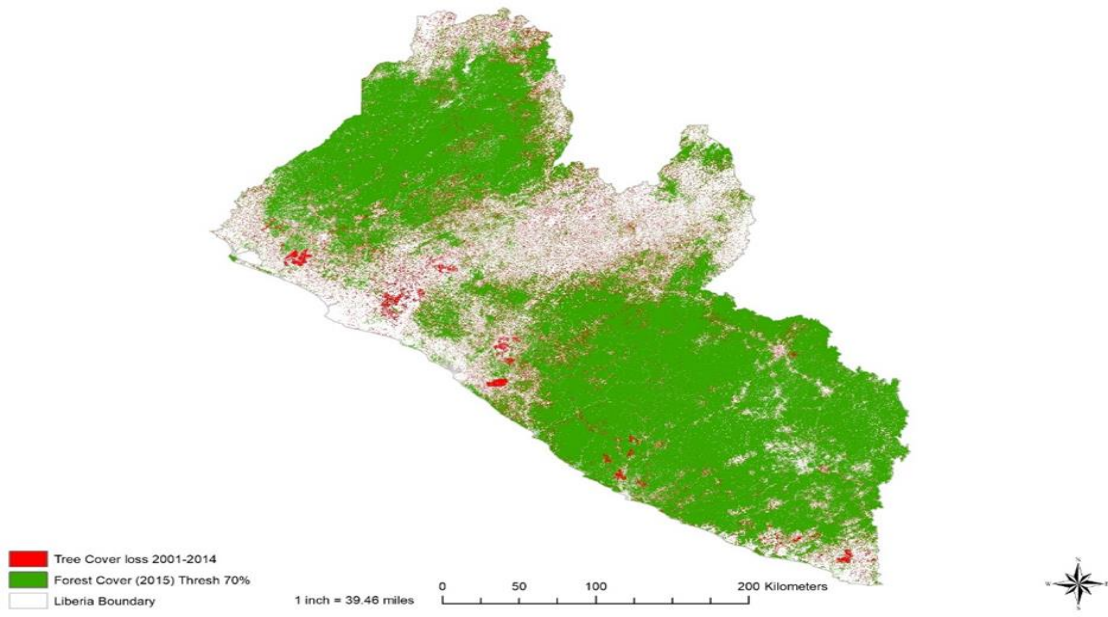 Tree Cover loss 2001-2014
Forest Cover (2015) Thresh 70%
Liberia Boundary
1 inch = 39.46 miles
0 50 100 200 Kilometers
N
W E
S